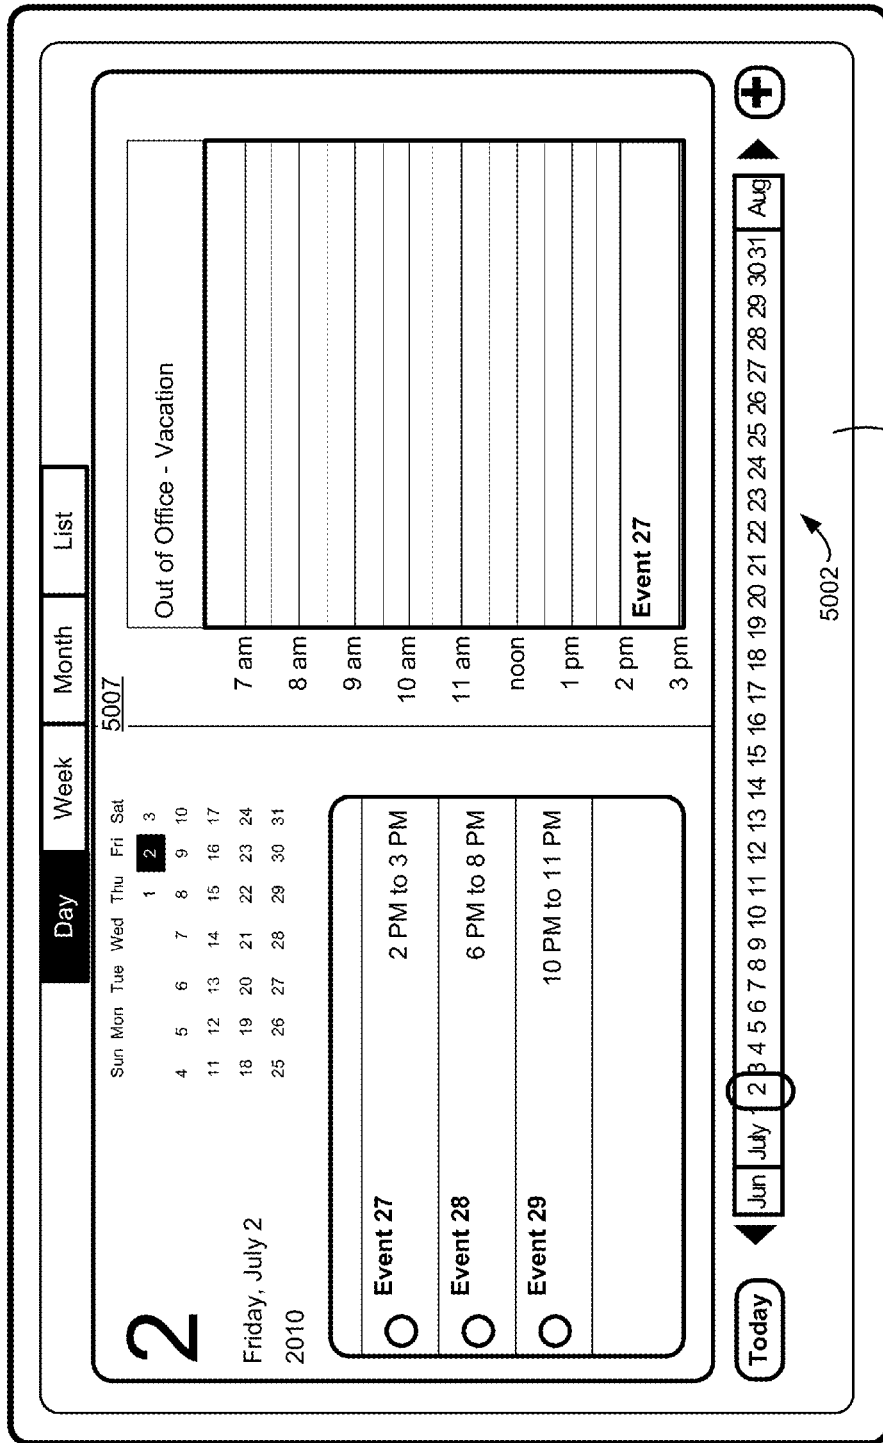 Day Week Month List
5007
2
Friday, July 2
2010
Sun Mon Tue Wed Thu Fri Sat
1 2 3
4 5 6 7 8 9 10
11 12 13 14 15 16 17
18 19 20 21 22 23 24
25 26 27 28 29 30 31
Event 27 2 PM to 3 PM
Event 28 6 PM to 8 PM
Event 29 10 PM to 11 PM
Out of Office - Vacation
7 am
8 am
9 am
10 am
11 am
noon
1 pm
2 pm
Event 27
3 pm
Today Jun July 1 2 3 4 5 6 7 8 9 10 11 12 13 14 15 16 17 18 19 20 21 22 23 24 25 26 27 28 29 30 31 Aug +
5002